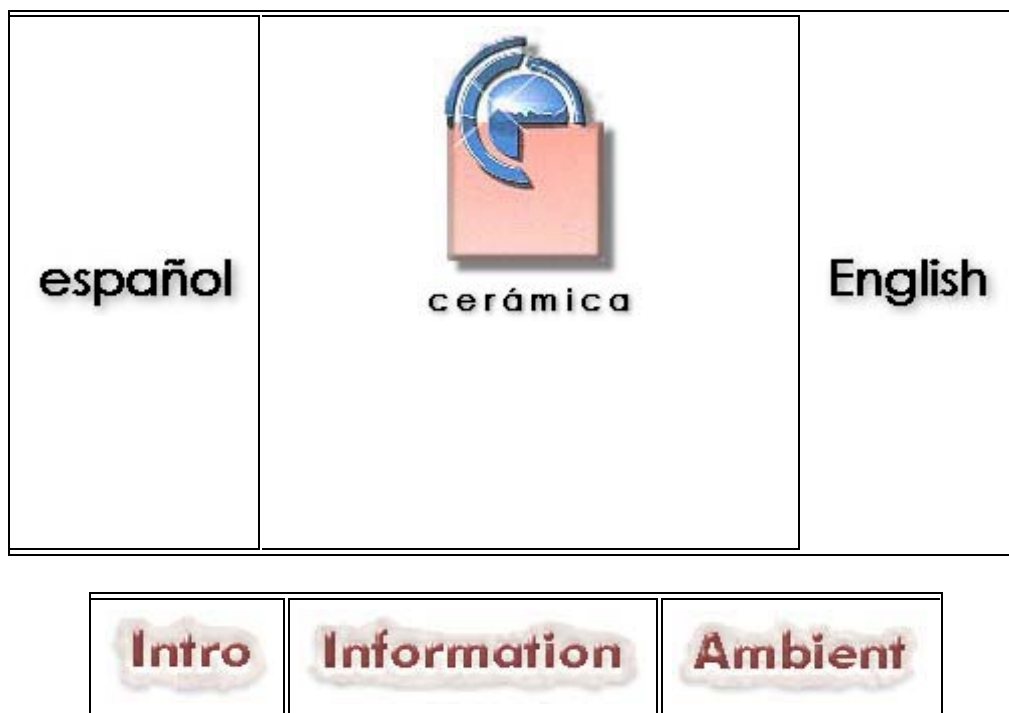 español
cerámica
English
Intro
Information
Ambient